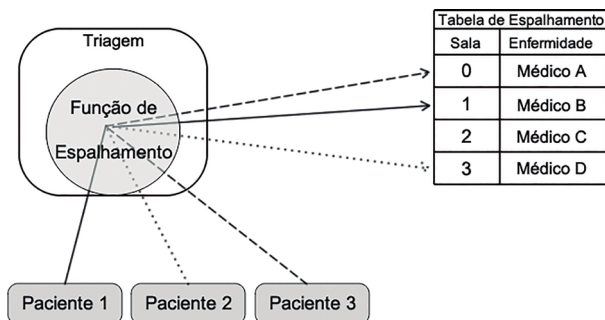 Triagem
Função de
Espalhamento
Paciente 1
Paciente 2
Paciente 3
Tabela de Espalhamento
Sala Enfermidade
0 Médico A
1 Médico B
2 Médico C
3 Médico D